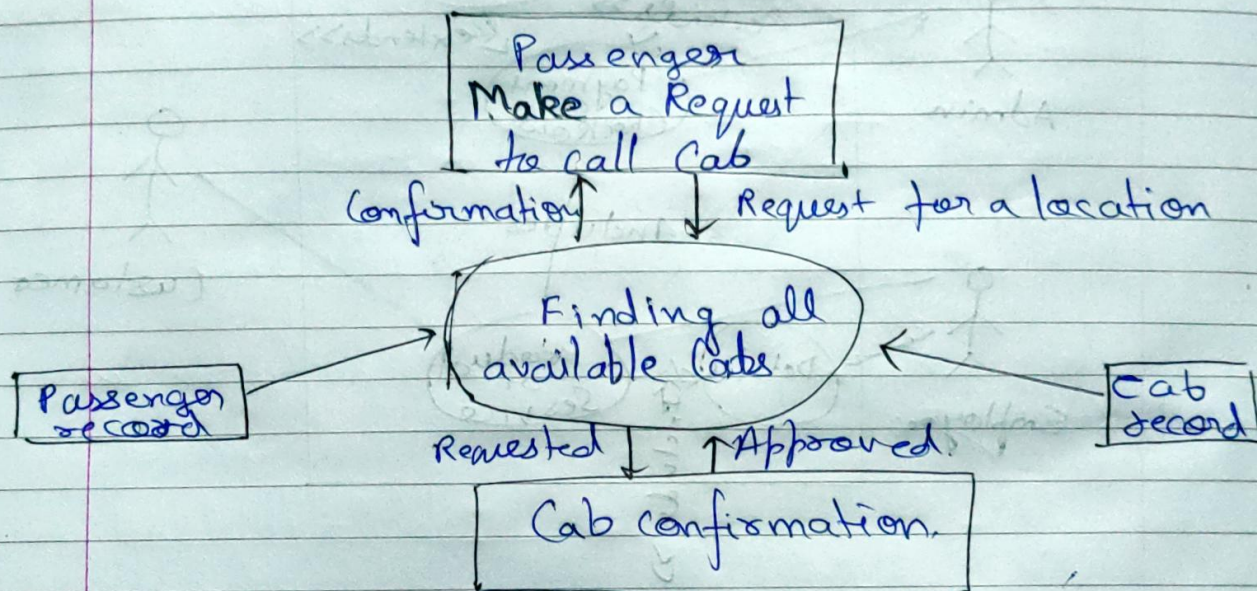 Passenger
Make a Request
to call Cab
Confirmation
Request for a location
Finding all
available Cabs
Passenger
record
Cab
record
Requested
Approved.
Cab confirmation.